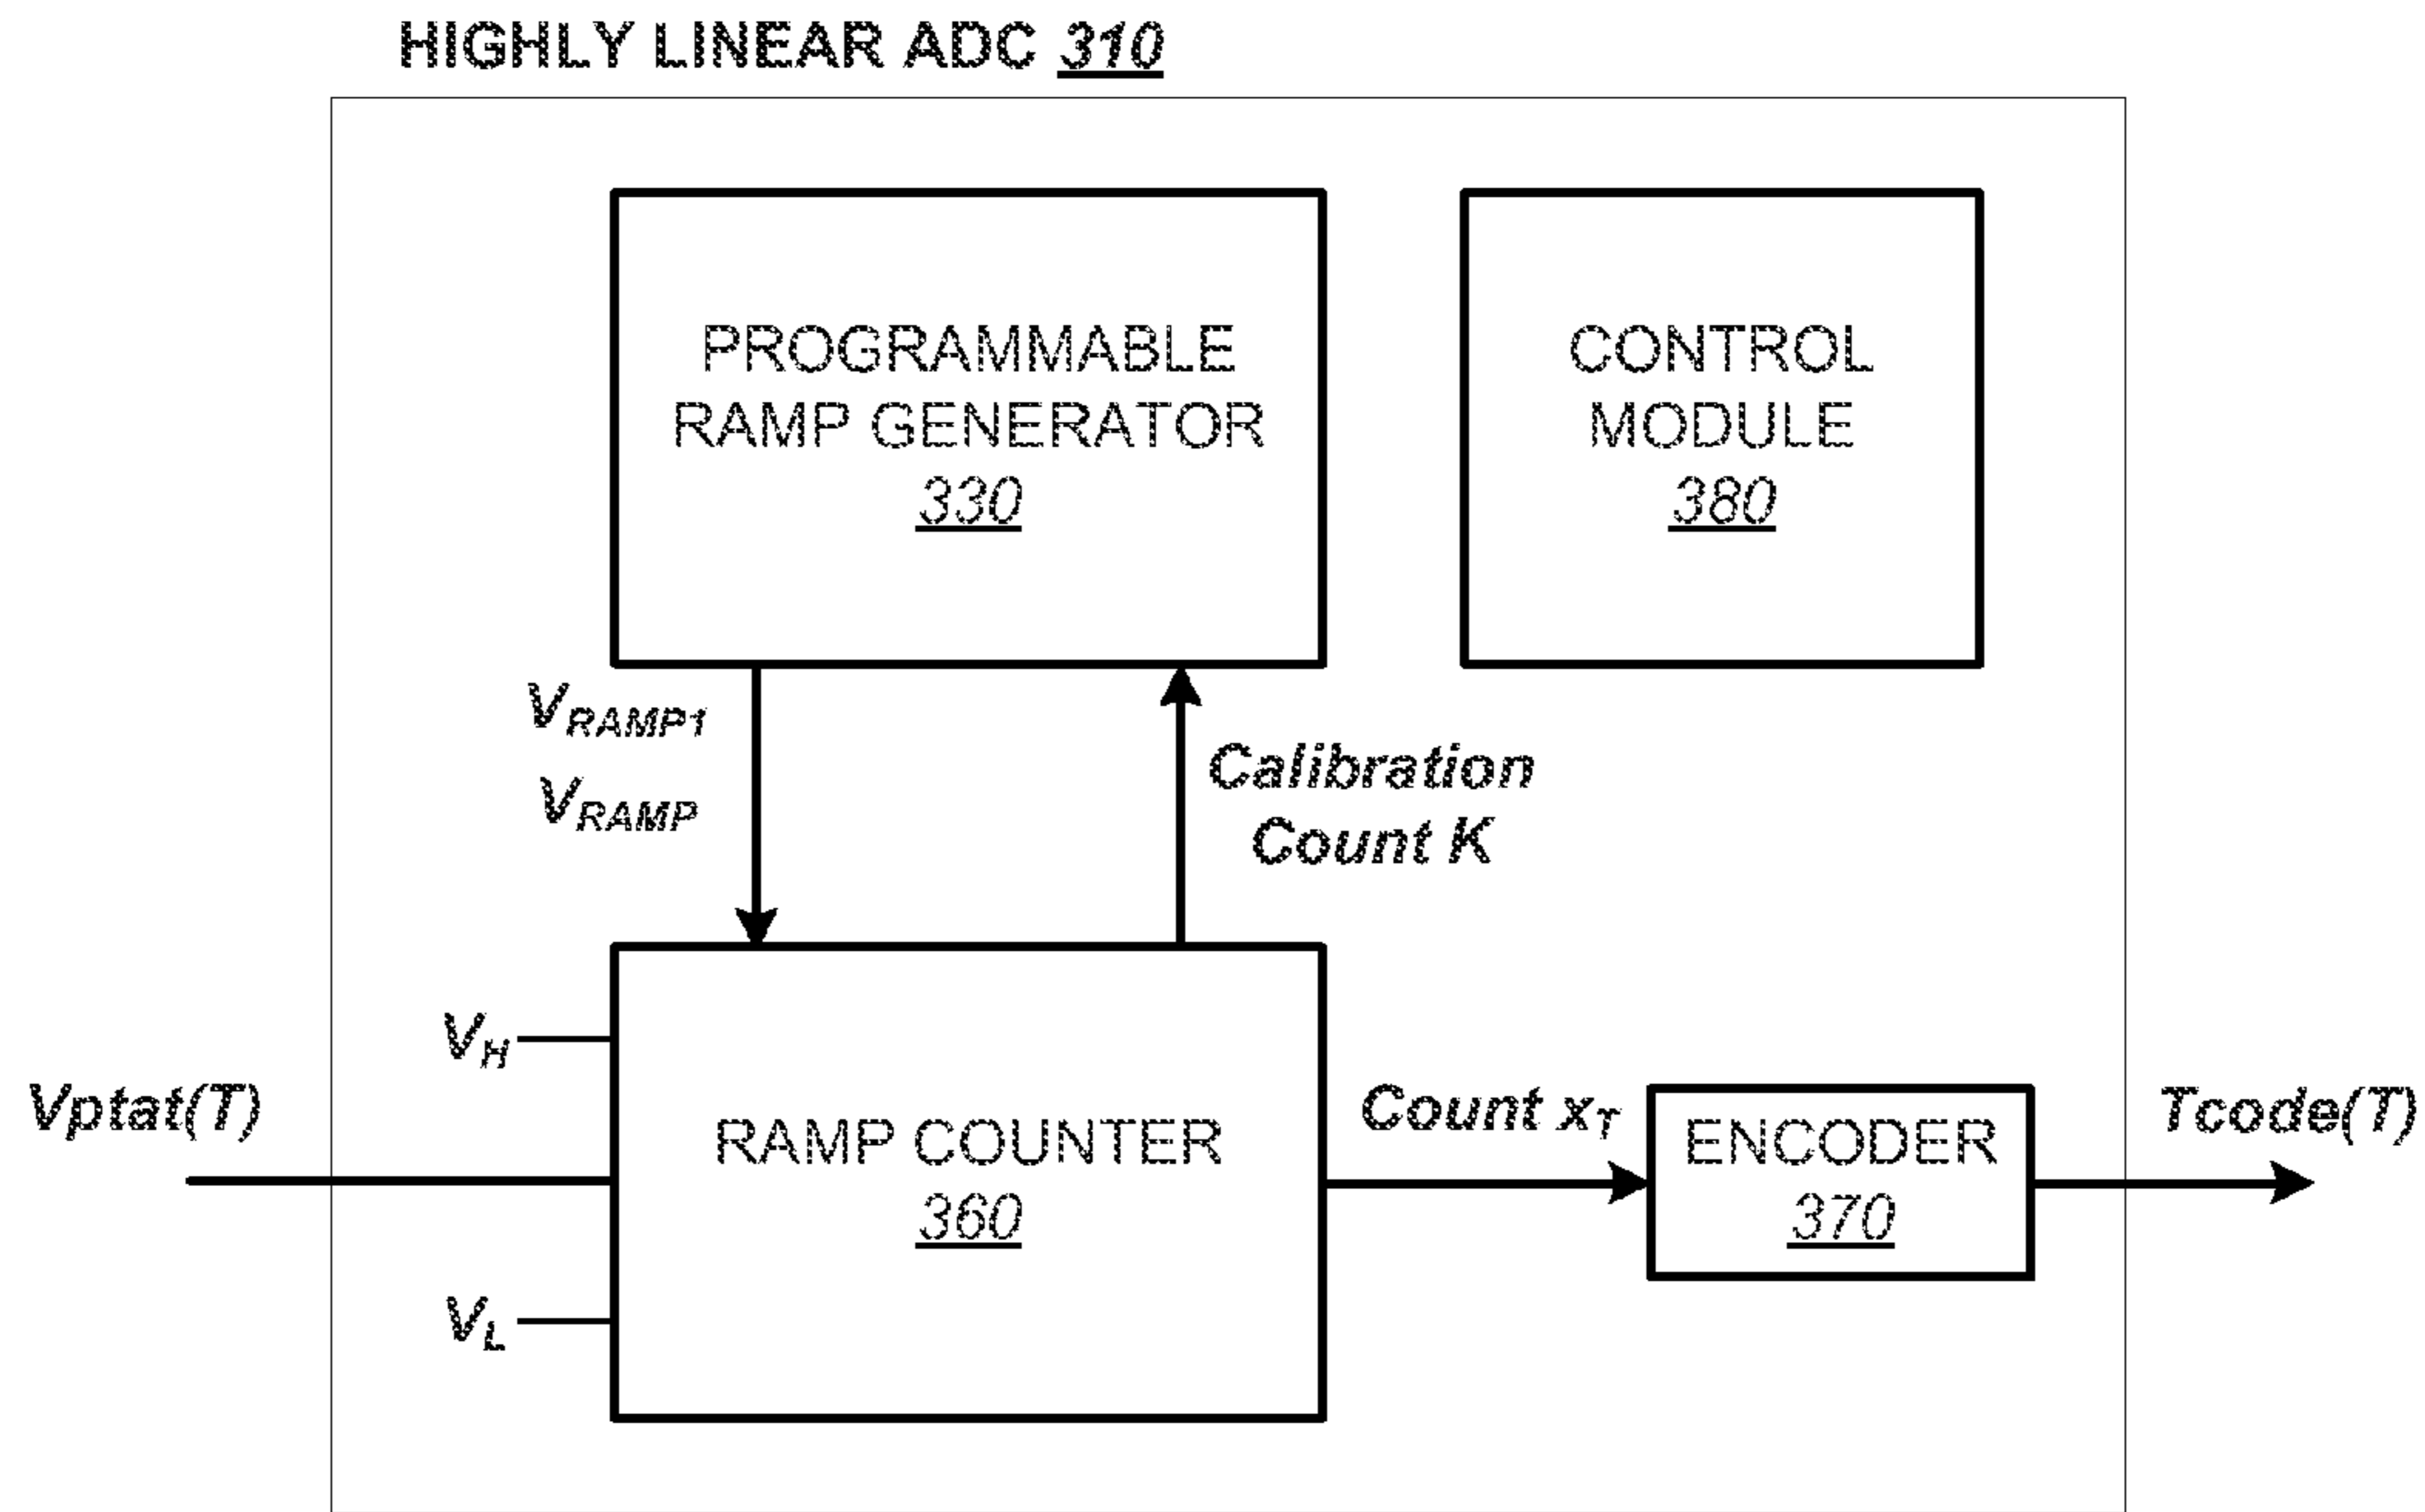 HIGHLY LINEAR ADC 310
PROGRAMMABLE
RAMP GENERATOR
330
CONTROL
MODULE
380
VRAMP1
VRAMP
Calibration
Count K
VH
Vptat(T)
VL
RAMP COUNTER
360
Count xT
ENCODER
370
Tcode(T)